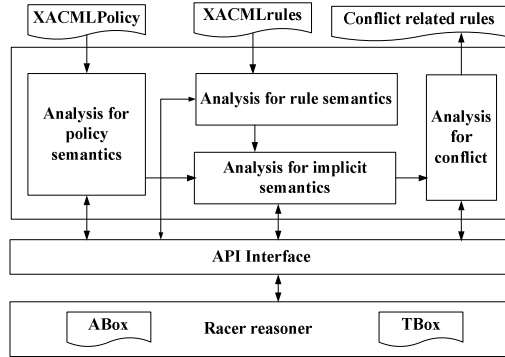 XACMLPolicy
XACMLrules
Conflict related rules
Analysis for
policy
semantics
Analysis for rule semantics
Analysis for implicit
semantics
Analysis
for
conflict
API Interface
ABox
Racer reasoner
TBox